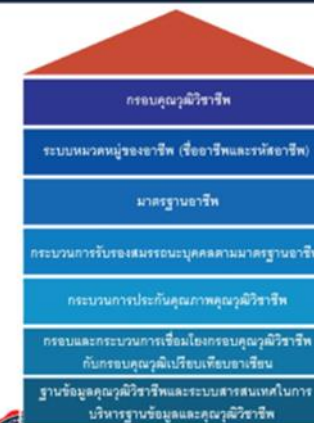 กรอบคุณวุฒิวิชาชีพ
ระบบหมวดหมู่ของอาชีพ (ชื่ออาชีพและรหัสอาชีพ)
มาตรฐานอาชีพ
กระบวนการรับรองสมรรถนะบุคคลตามมาตรฐานอาชีพ
กระบวนการประกันคุณภาพคุณวุฒิวิชาชีพ
กรอบและกระบวนการเชื่อมโยงกรอบคุณวุฒิวิชาชีพ
กับกรอบคุณวุฒิเปรียบเทียบอาเซียน
ฐานข้อมูลคุณวุฒิวิชาชีพและระบบสารสนเทศในการ
บริหารฐานข้อมูลและคุณวุฒิวิชาชีพ